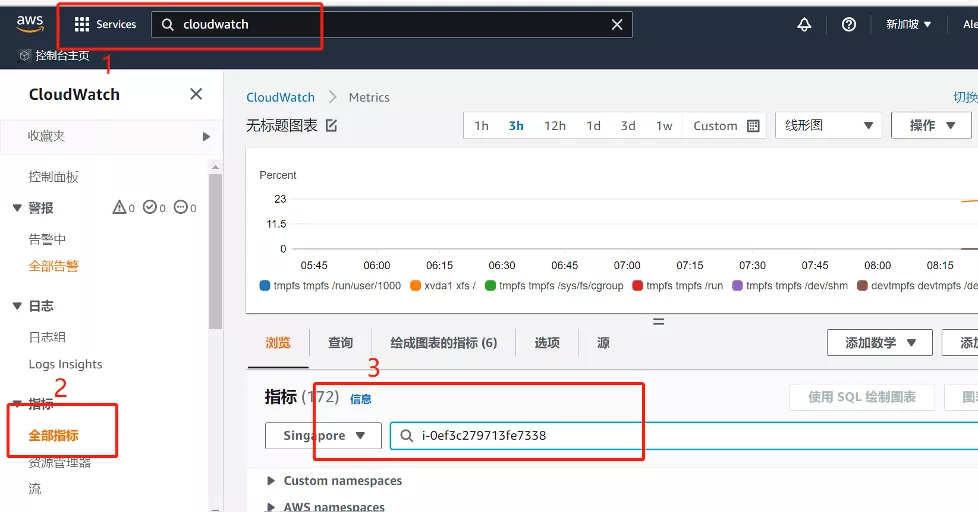 aws Services cloudwatch 新加坡 Ale
控制台主页
1
CloudWatch
收藏夹
控制面板
警报 0 0 0
告警中
全部告警
日志
日志组
Logs Insights
2
指标
全部指标
资源管理器
流
CloudWatch Metrics 切换
无标题图表 1h 3h 12h 1d 3d 1w Custom 线形图 操作
Percent
23
11.5
0
05:45 06:00 06:15 06:30 06:45 07:00 07:15 07:30 07:45 08:00 08:15
tmpfs tmpfs /run/user/1000 xvda1 xfs / tmpfs tmpfs /sys/fs/cgroup tmpfs tmpfs /run tmpfs tmpfs /dev/shm devtmpfs devtmpfs /de
浏览 查询 绘成图表的指标 (6) 选项 源 添加数学 添加
3
指标 (172) 信息 使用 SQL 绘制图表 图表
Singapore i-0ef3c279713fe7338
Custom namespaces
AWS namespaces